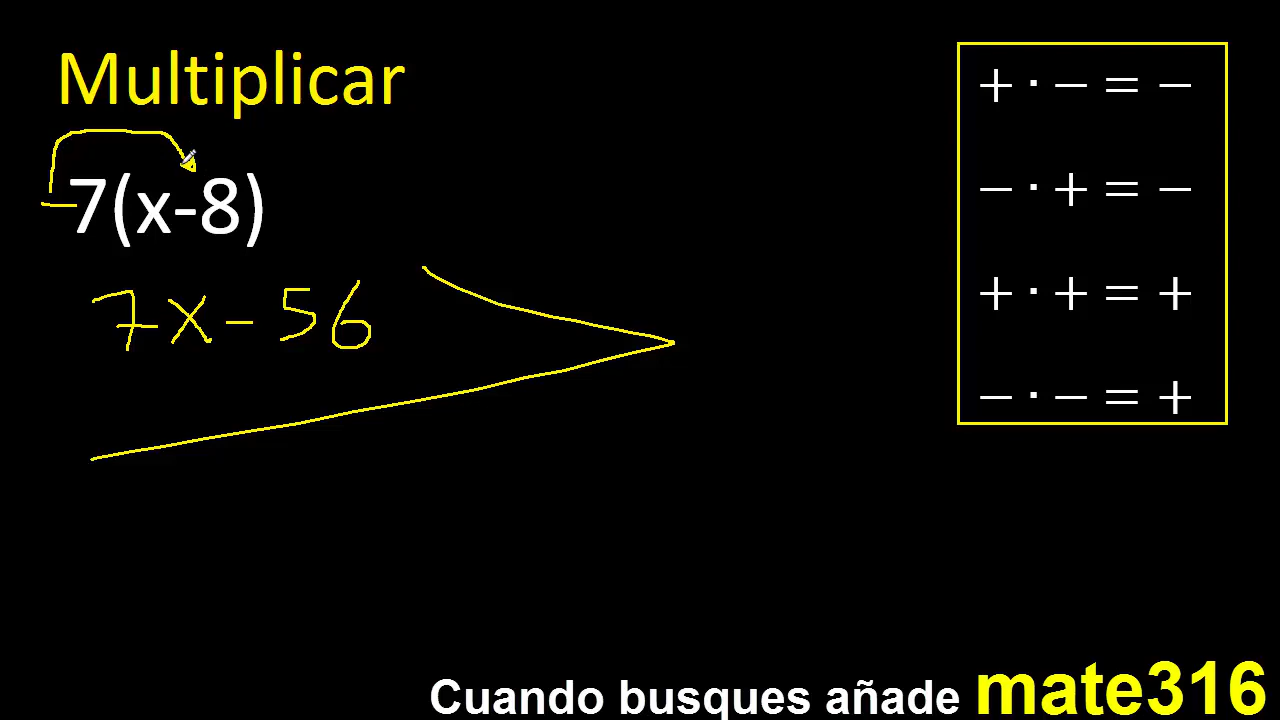 Multiplicar
-7(x-8)
7x-56
+ · − = −
− · + = −
+ · + = +
− · − = +
Cuando busques añade mate316